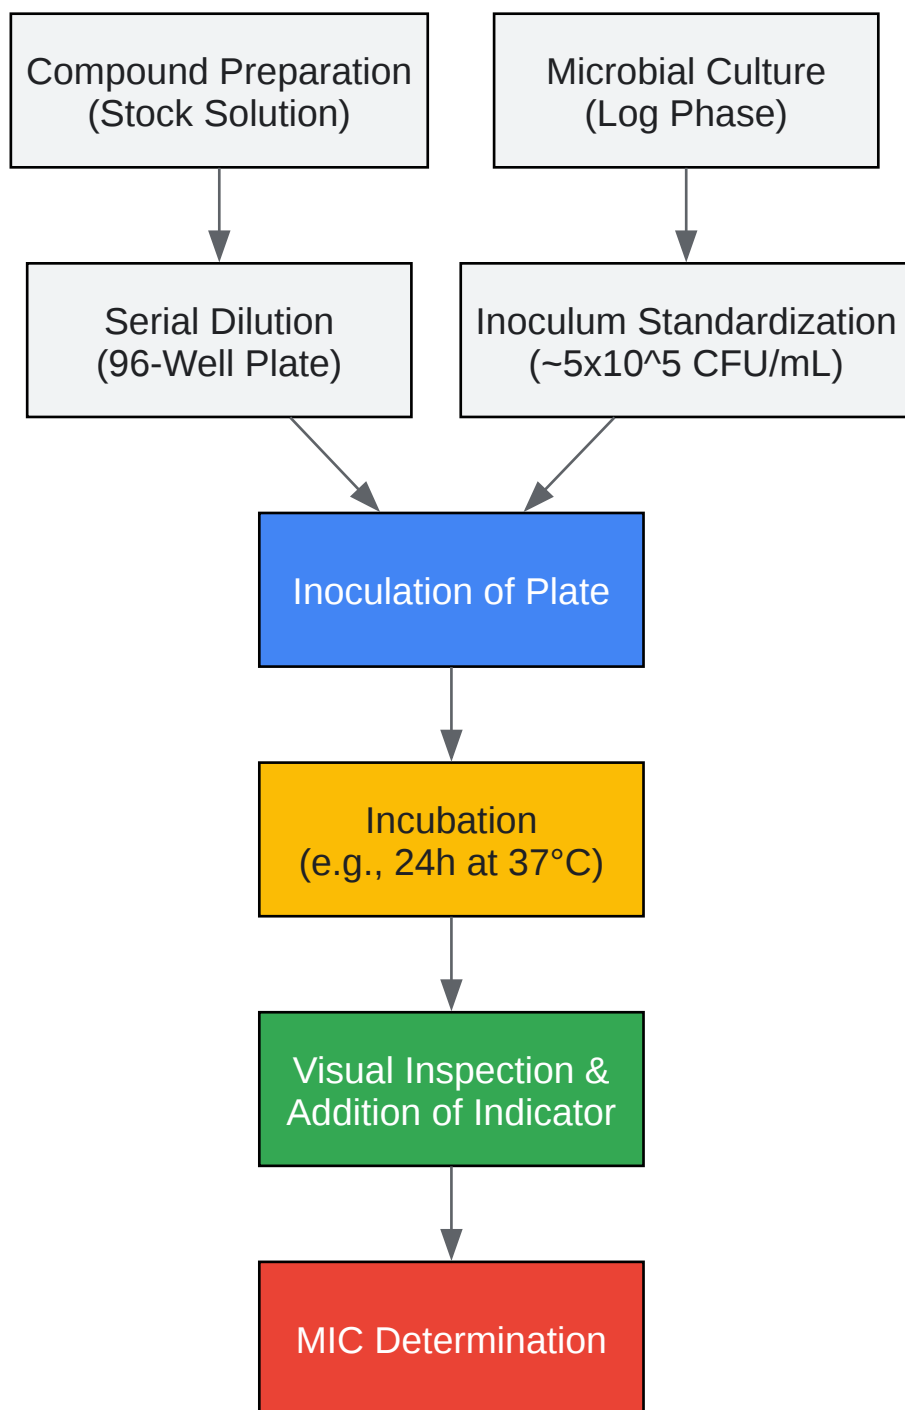 Compound Preparation
(Stock Solution)
Microbial Culture
(Log Phase)
Serial Dilution
(96-Well Plate)
Inoculum Standardization
(~5x10^5 CFU/mL)
Inoculation of Plate
Incubation
(e.g., 24h at 37°C)
Visual Inspection &
Addition of Indicator
MIC Determination